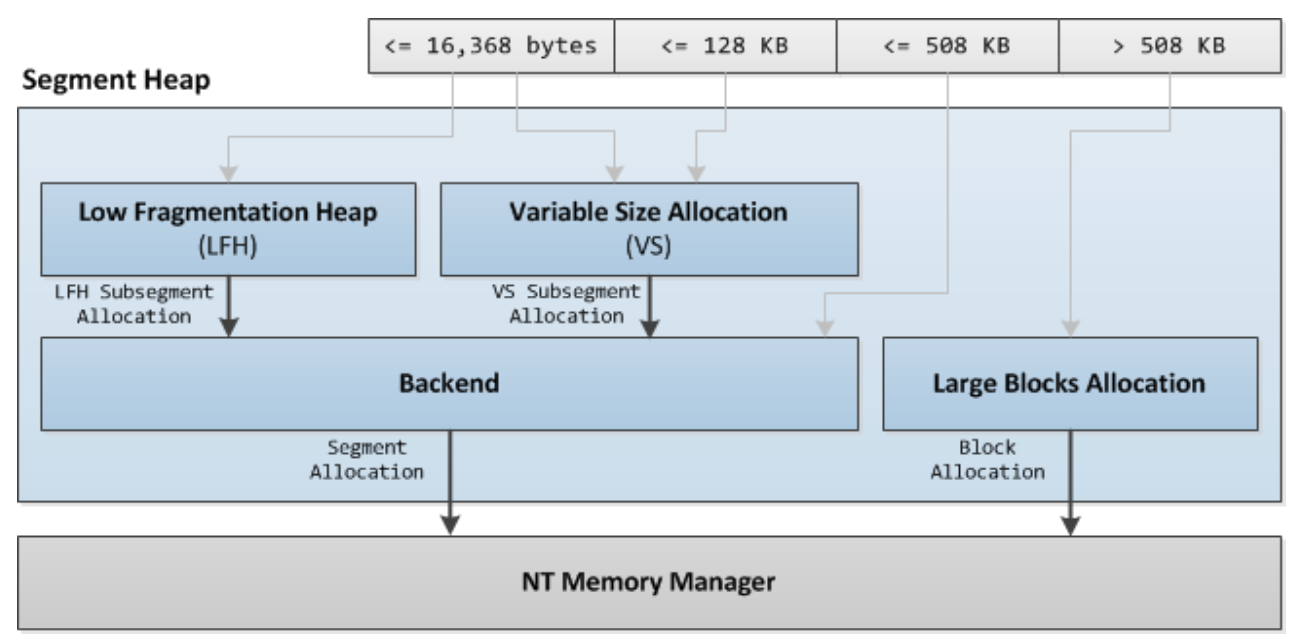 <= 16,368 bytes
<= 128 KB
<= 508 KB
> 508 KB
Segment Heap
Low Fragmentation Heap
(LFH)
Variable Size Allocation
(VS)
LFH Subsegment
Allocation
VS Subsegment
Allocation
Backend
Large Blocks Allocation
Segment
Allocation
Block
Allocation
NT Memory Manager